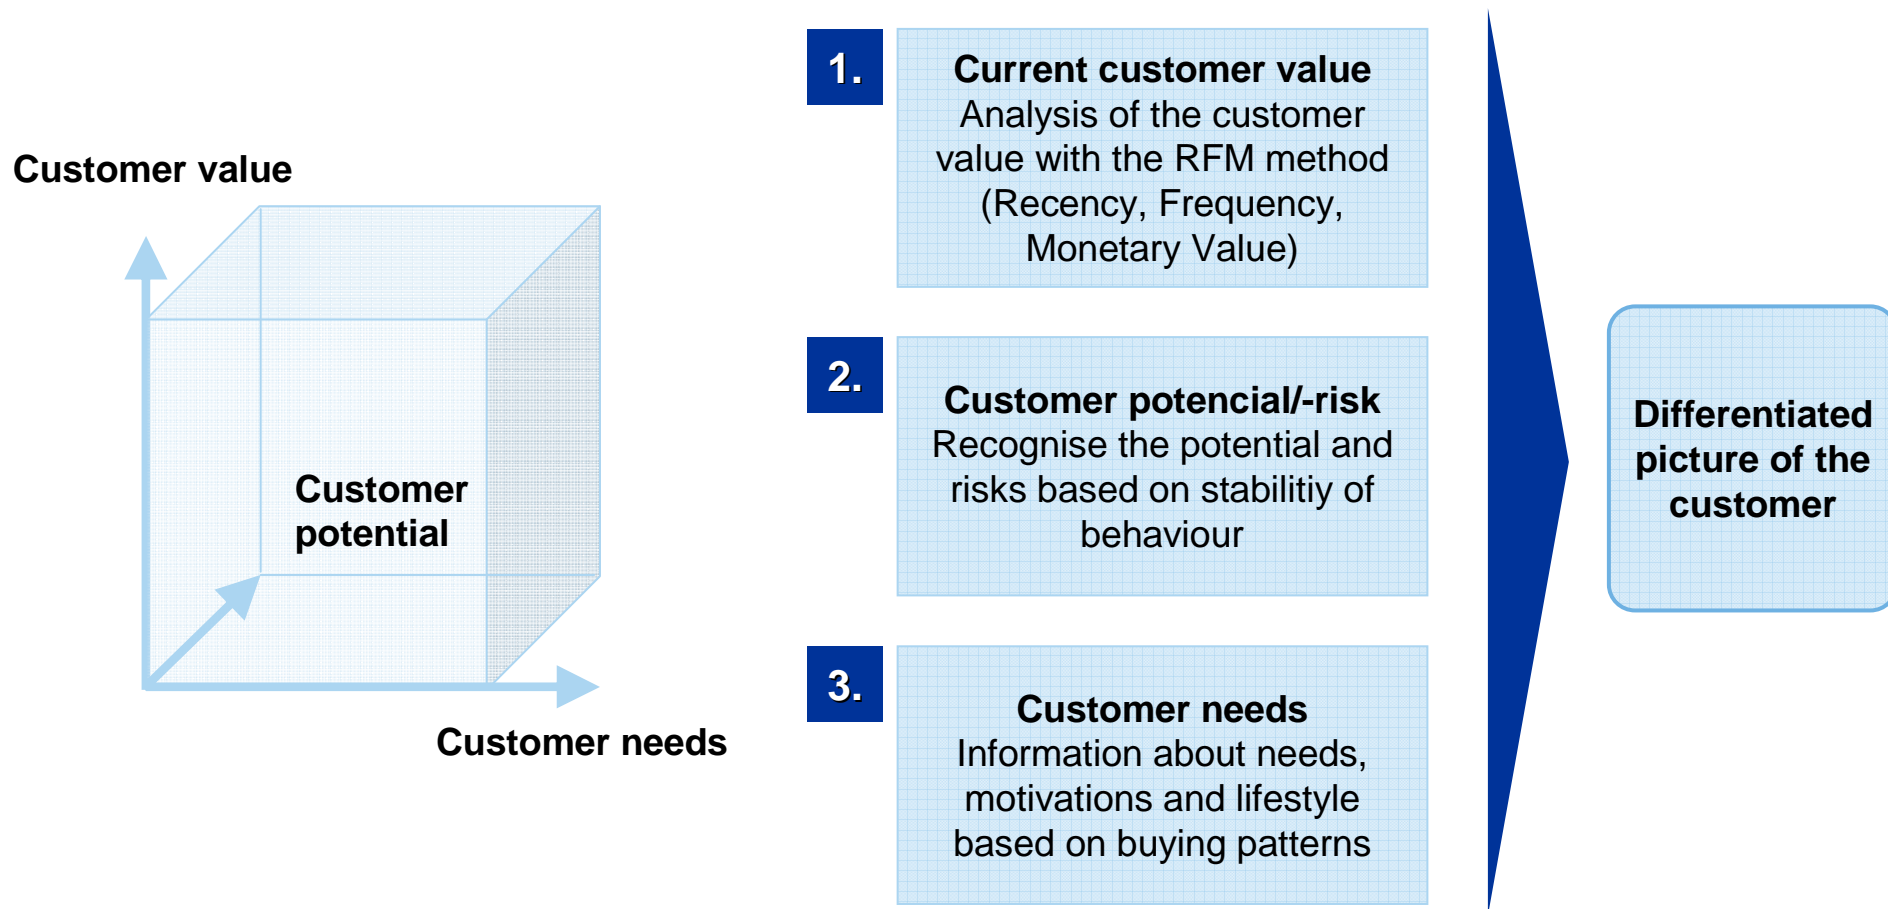 Customer value
Customer
potential
Customer needs
1.
Current customer value
Analysis of the customer
value with the RFM method
(Recency, Frequency,
Monetary Value)
2.
Customer potencial/-risk
Recognise the potential and
risks based on stabilitiy of
behaviour
3.
Customer needs
Information about needs,
motivations and lifestyle
based on buying patterns
Differentiated
picture of the
customer